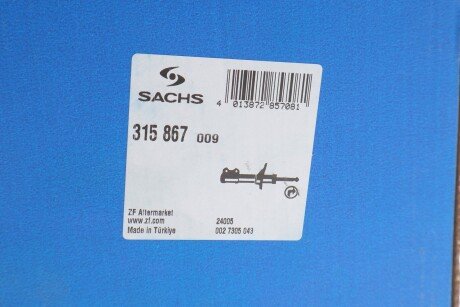 SACHS
4 013872 857081
315 867 009
ZF Aftermarket
www.zf.com
Made in Türkiye
24005
002 7305 043